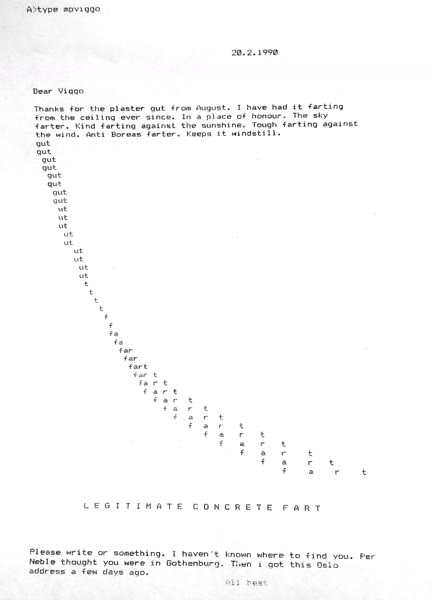 A>type mpviggo
20.2.1990
Dear Viggo
Thanks for the plaster gut from August. I have had it farting
from the ceiling ever since. In a place of honour. The sky
farter. Kind farting against the sunshine. Tough farting against
the wind. Anti Boreas farter. Keeps it windstill.
gut
gut
gut
gut
gut
gut
gut
gut
ut
ut
ut
ut
ut
ut
ut
ut
ut
t
t
t
t
f
f
fa
fa
far
far
fart
far t
fa r t
f a r t
f a r t
f a r t
f a r t
f a r t
f a r t
f a r t
f a r t
f a r t
f a r t
LEGITIMATE CONCRETE FART
Please write or something. I haven't known where to find you. Per
Neble thought you were in Gothenburg. Then i got this Oslo
address a few days ago.
All best